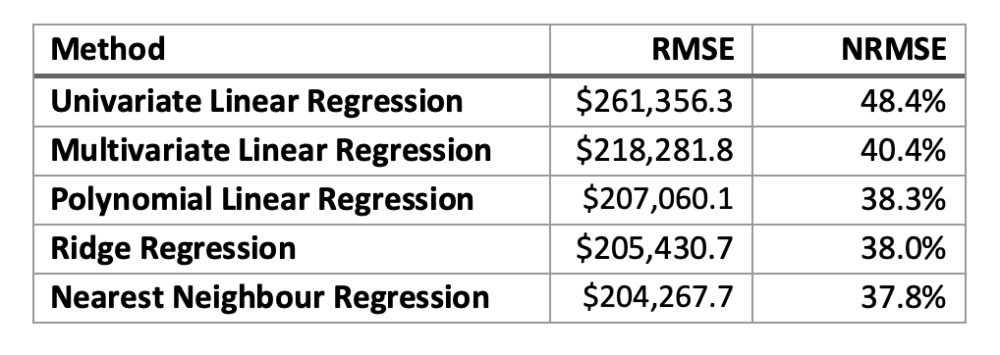 Method RMSE NRMSE
Univariate Linear Regression $261,356.3 48.4%
Multivariate Linear Regression $218,281.8 40.4%
Polynomial Linear Regression $207,060.1 38.3%
Ridge Regression $205,430.7 38.0%
Nearest Neighbour Regression $204,267.7 37.8%